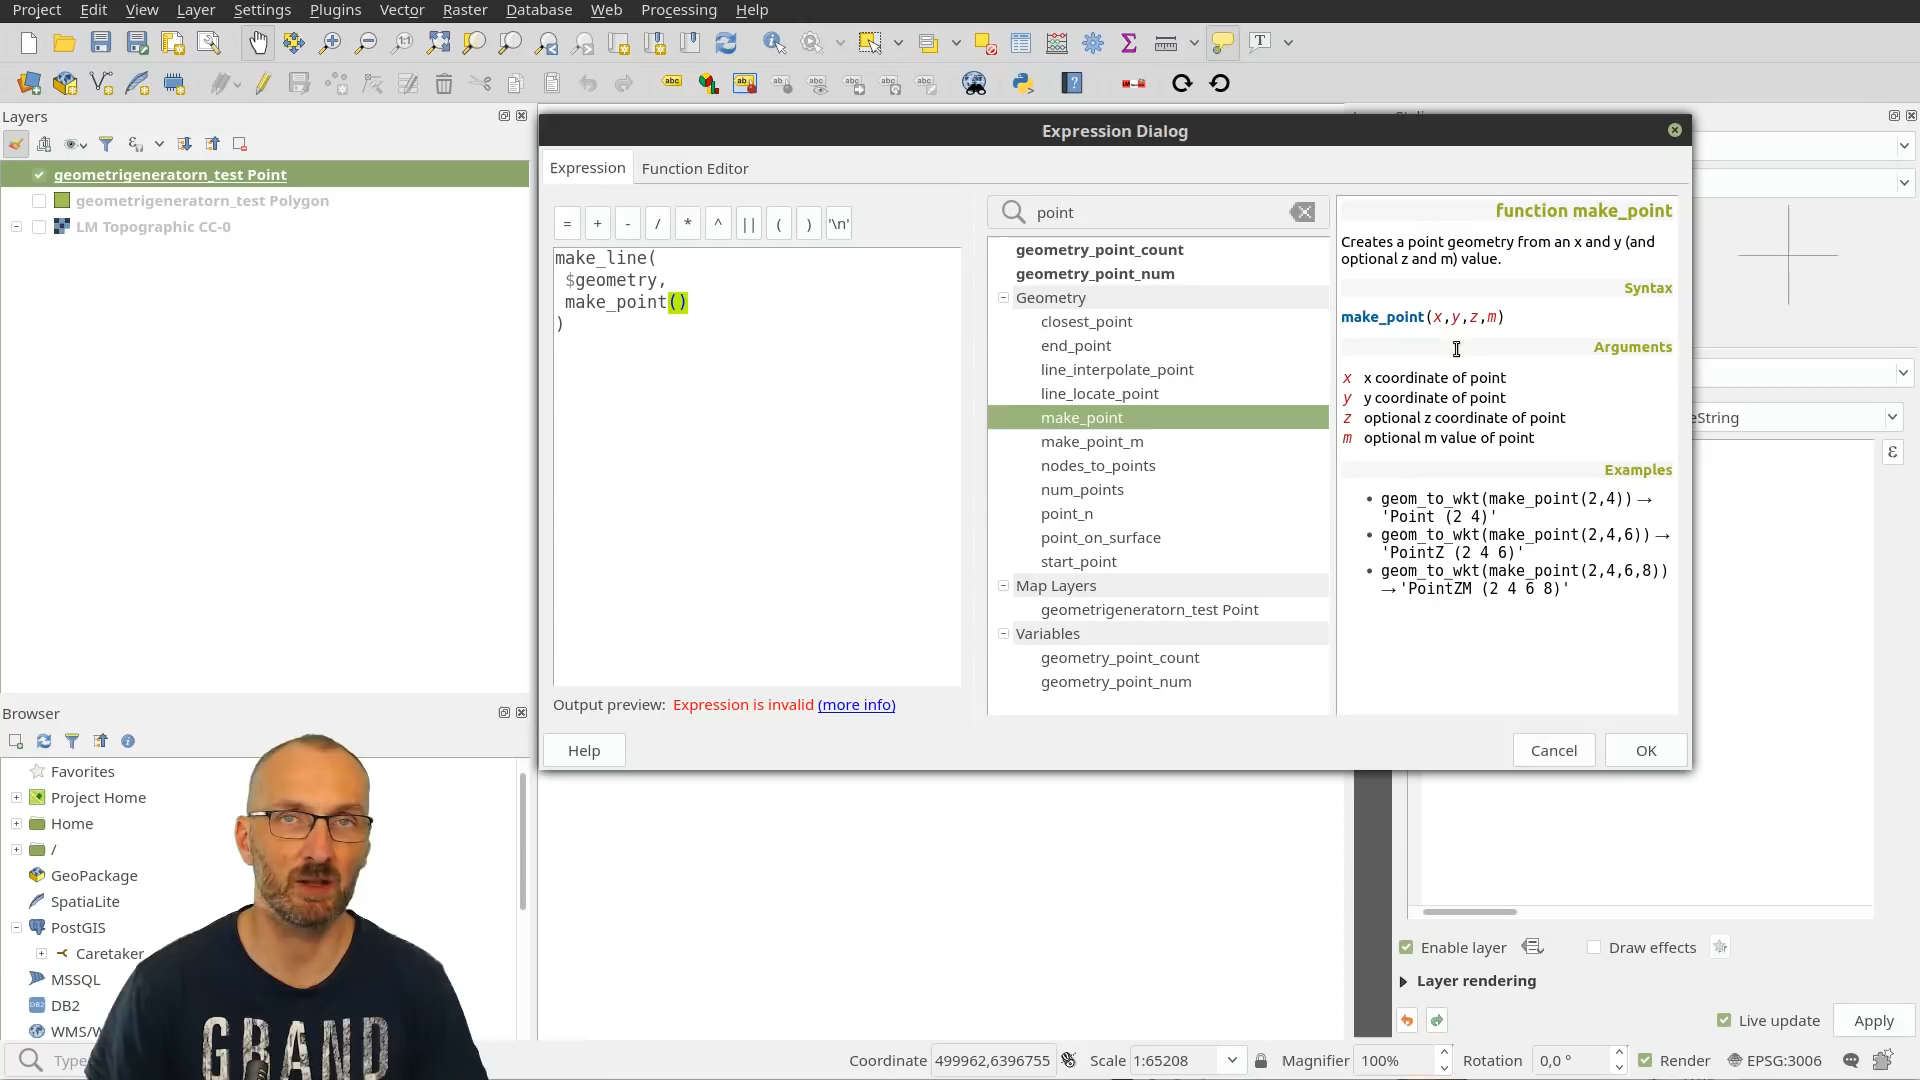 Project Edit View Layer Settings Plugins Vector Raster Database Web Processing Help
Layers
geometrigeneratorn_test Point
geometrigeneratorn_test Polygon
LM Topographic CC-0
Expression Dialog
Expression Function Editor
= + - / * ^ || ( ) '\n'
make_line(
$geometry,
make_point()
)
Output preview: Expression is invalid (more info)
Help
point
geometry_point_count
geometry_point_num
Geometry
closest_point
end_point
line_interpolate_point
line_locate_point
make_point
make_point_m
nodes_to_points
num_points
point_n
point_on_surface
start_point
Map Layers
geometrigeneratorn_test Point
Variables
geometry_point_count
geometry_point_num
function make_point
Creates a point geometry from an x and y (and
optional z and m) value.
Syntax
make_point(x,y,z,m)
Arguments
x x coordinate of point
y y coordinate of point
z optional z coordinate of point
m optional m value of point
Examples
• geom_to_wkt(make_point(2,4)) →
'Point (2 4)'
• geom_to_wkt(make_point(2,4,6)) →
'PointZ (2 4 6)'
• geom_to_wkt(make_point(2,4,6,8))
→ 'PointZM (2 4 6 8)'
Cancel OK
eString
ε
Enable layer Draw effects
Layer rendering
Live update Apply
Browser
Favorites
Project Home
Home
/
GeoPackage
SpatiaLite
PostGIS
Caretaker
MSSQL
DB2
WMS/W
GRAND
Type
Coordinate 499962,6396755 Scale 1:65208 Magnifier 100% Rotation 0,0 ° Render EPSG:3006